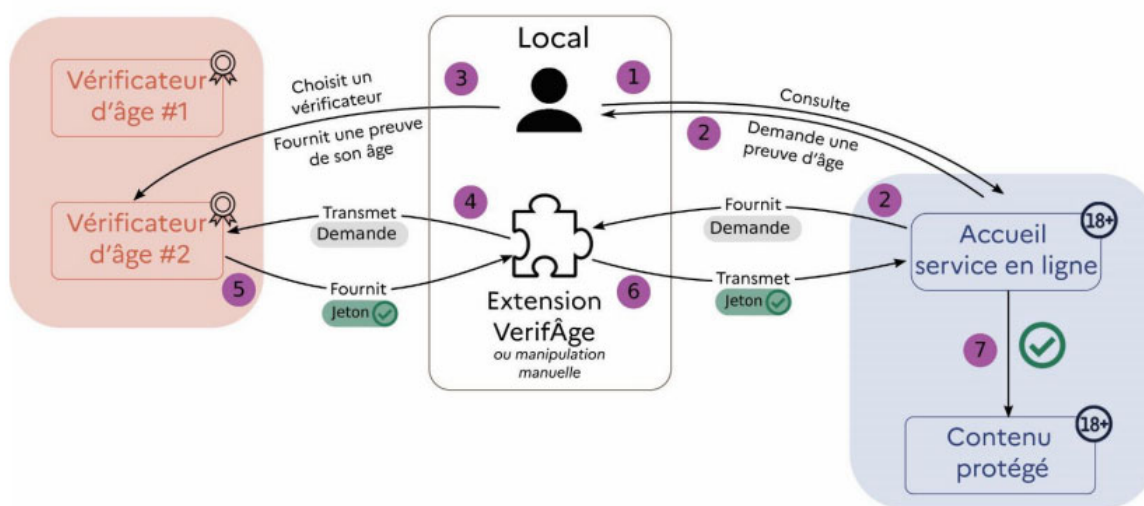 Local
Vérificateur
d'âge #1
Choisit un
vérificateur
3
1
Consulte
Fournit une preuve
de son âge
2
Demande une
preuve d'âge
Vérificateur
d'âge #2
Transmet
Demande
4
Fournit
Demande
2
18+
Accueil
service en ligne
5
Fournit
Jeton
Extension
VerifÂge
ou manipulation
manuelle
6
Transmet
Jeton
7
18+
Contenu
protégé